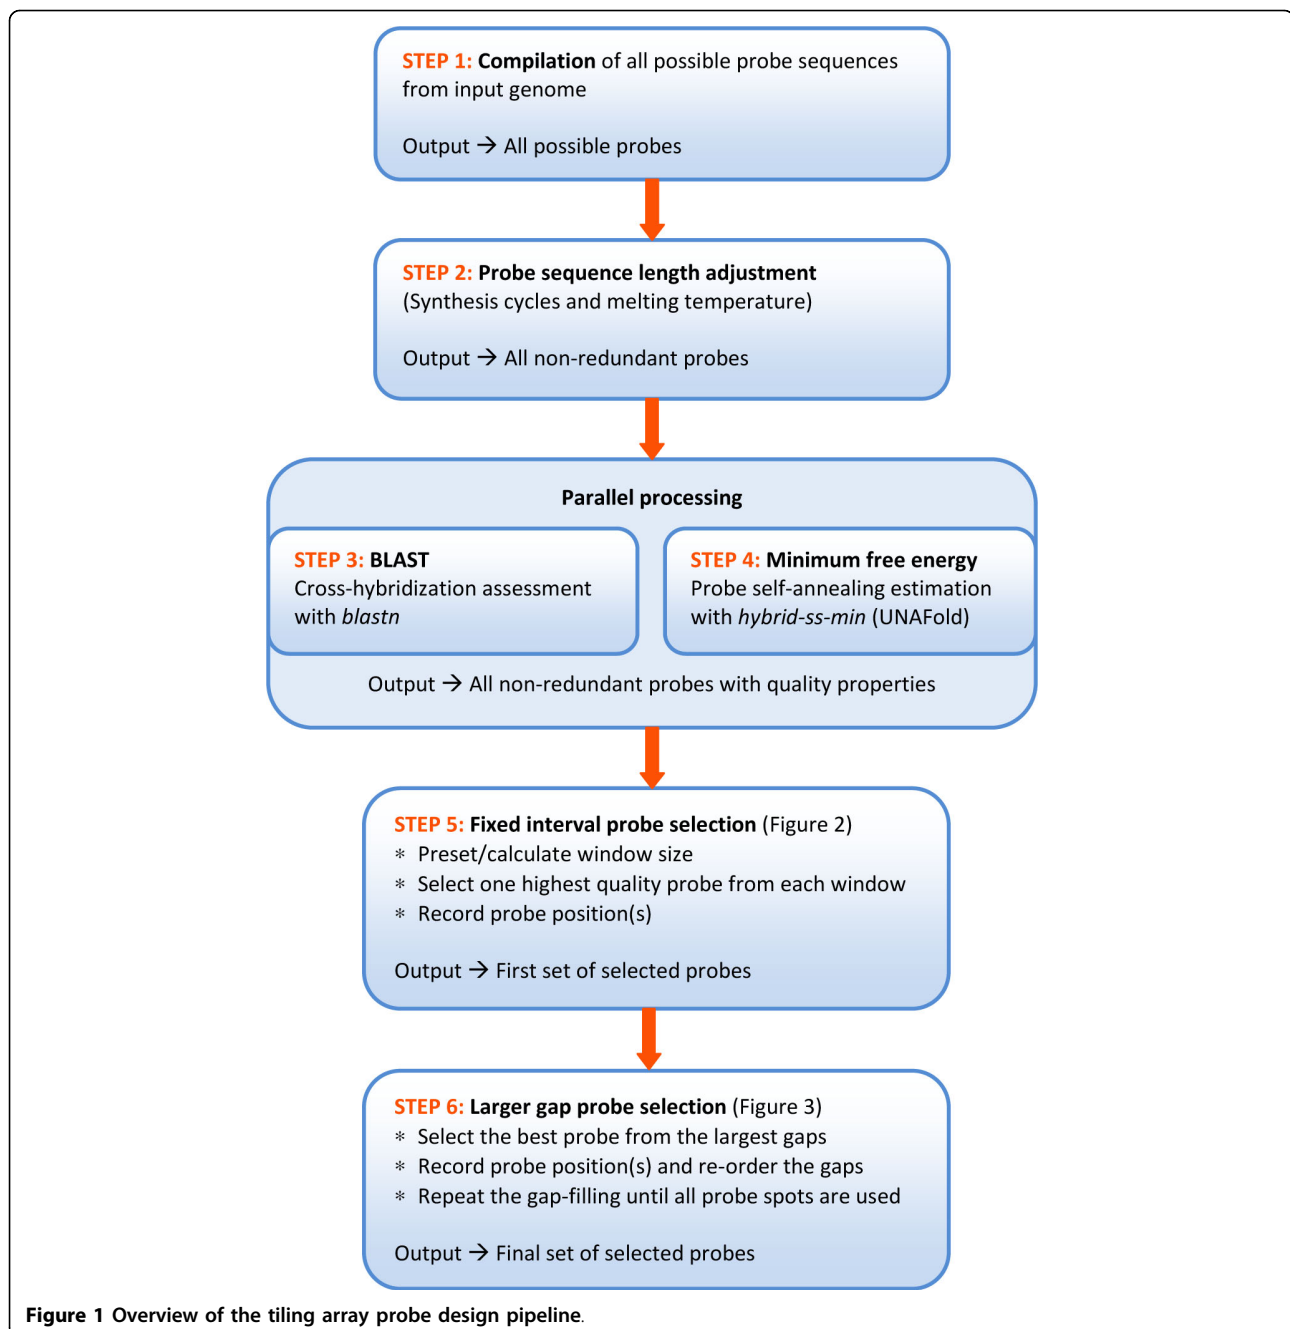 STEP 1: Compilation of all possible probe sequences
from input genome
Output → All possible probes
STEP 2: Probe sequence length adjustment
(Synthesis cycles and melting temperature)
Output → All non-redundant probes
Parallel processing
STEP 3: BLAST
Cross-hybridization assessment
with blastn
STEP 4: Minimum free energy
Probe self-annealing estimation
with hybrid-ss-min (UNAFold)
Output → All non-redundant probes with quality properties
STEP 5: Fixed interval probe selection (Figure 2)
* Preset/calculate window size
* Select one highest quality probe from each window
* Record probe position(s)
Output → First set of selected probes
STEP 6: Larger gap probe selection (Figure 3)
* Select the best probe from the largest gaps
* Record probe position(s) and re-order the gaps
* Repeat the gap-filling until all probe spots are used
Output → Final set of selected probes
Figure 1 Overview of the tiling array probe design pipeline.